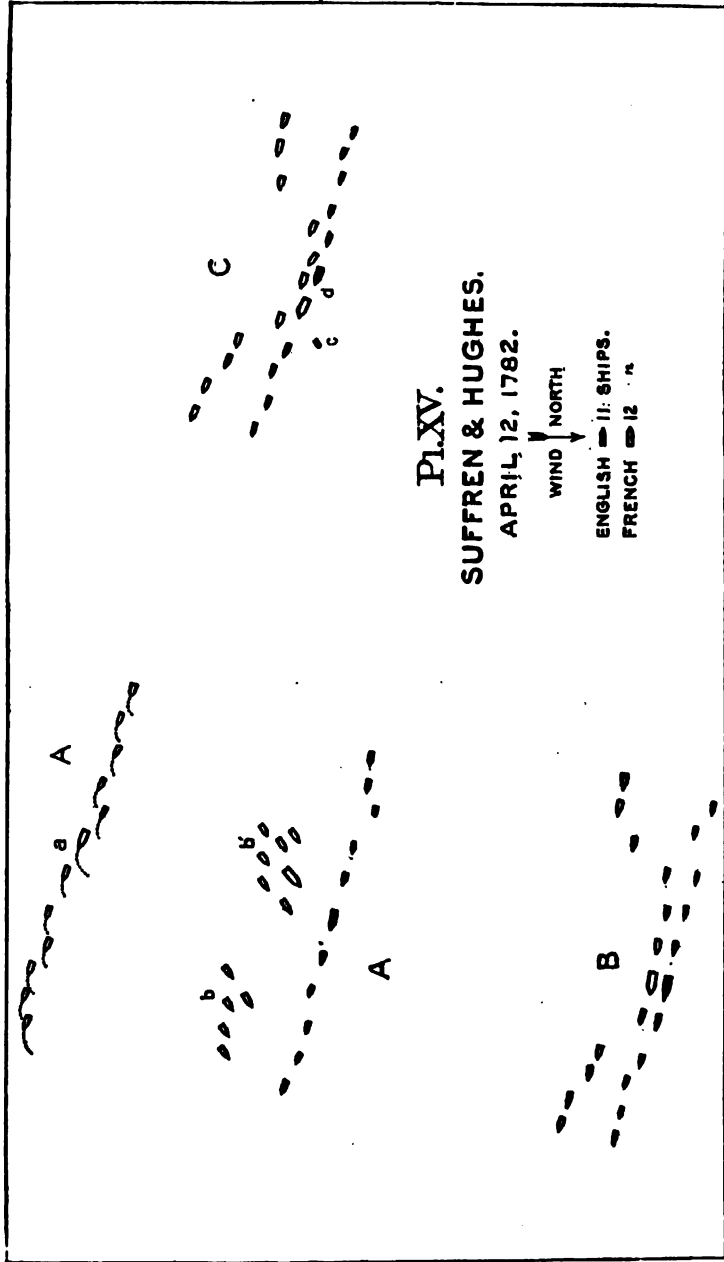 Pl. XV.
SUFFREN & HUGHES.
APRIL, 12, 1782.
WIND NORTH
ENGLISH 11: SHIPS.
FRENCH 12 "
A
a
b
b'
A
B
C
c
d